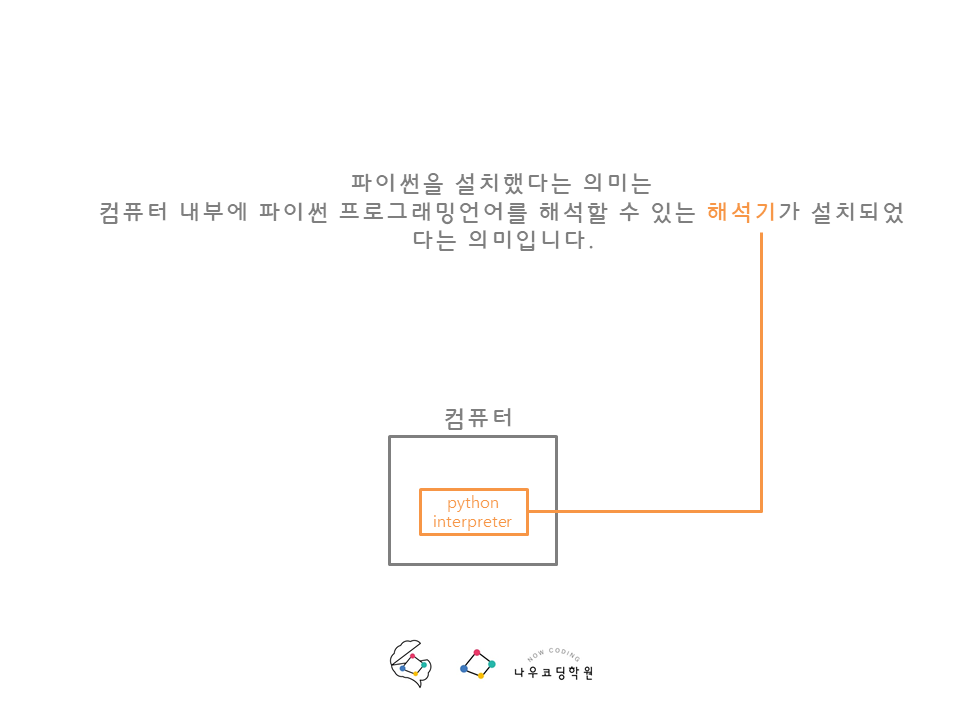 파이썬을 설치했다는 의미는
컴퓨터 내부에 파이썬 프로그래밍언어를 해석할 수 있는 해석기가 설치되었
다는 의미입니다.
컴퓨터
python
interpreter
NOW CODING
나우코딩학원